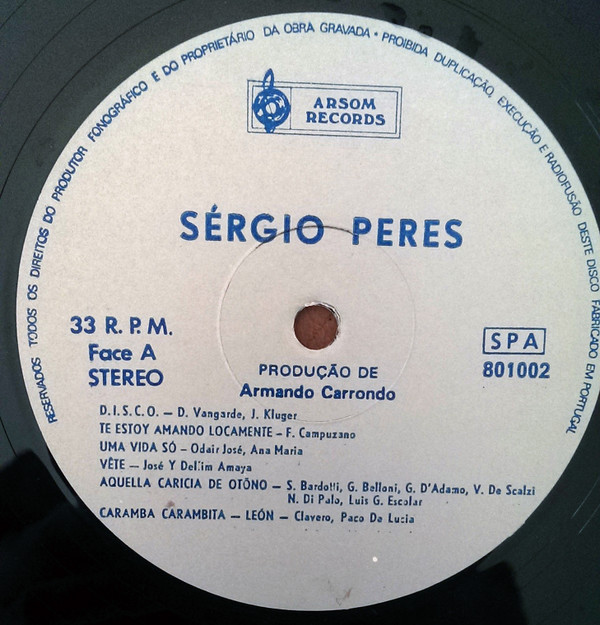 RESERVADOS TODOS OS DIREITOS DO PRODUTOR FONOGRÁFICO E DO PROPRIETÁRIO DA OBRA GRAVADA • PROIBIDA DUPLICAÇÃO, EXECUÇÃO E RADIOFUSÃO DESTE DISCO FABRICADO EM PORTUGAL
ARSOM
RECORDS
SÉRGIO PERES
33 R. P. M.
Face A
STEREO
SPA
801002
PRODUÇÃO DE
Armando Carrondo
D.I.S.C.O. – D. Vangarde, J. Kluger
TE ESTOY AMANDO LOCAMENTE – F. Campuzano
UMA VIDA SÓ – Odair José, Ana Maria
VÊTE – José Y Delfim Amaya
AQUELLA CARICIA DE OTÕNO – S. Bardotti, G. Belloni, G. D'Adamo, V. De Scalzi
N. Di Palo, Luis G. Escolar
CARAMBA CARAMBITA – LEÓN – Clavero, Paco De Lucia